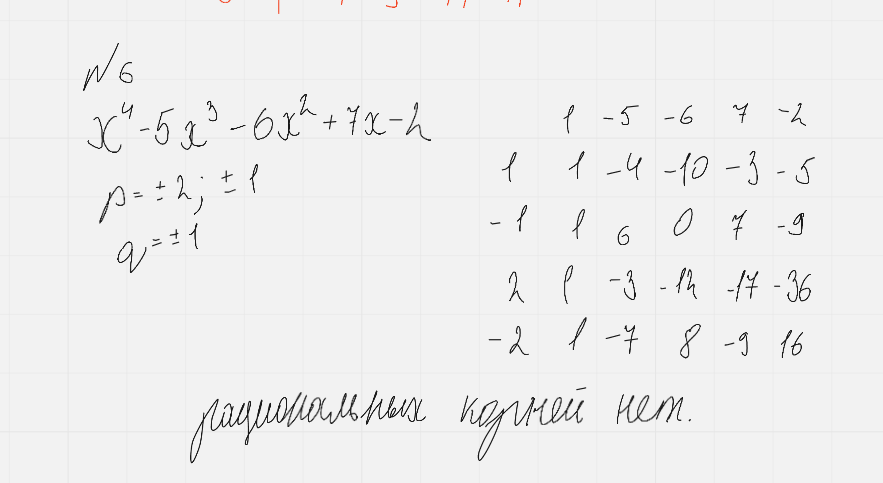 №6
x⁴-5x³-6x²+7x-2
p=±2; ±1
q=±1
1 -5 -6 7 -2
1 1 -4 -10 -3 -5
-1 1 6 0 7 -9
2 1 -3 -12 -17 -36
-2 1 -7 8 -9 16
рациональных корней нет.